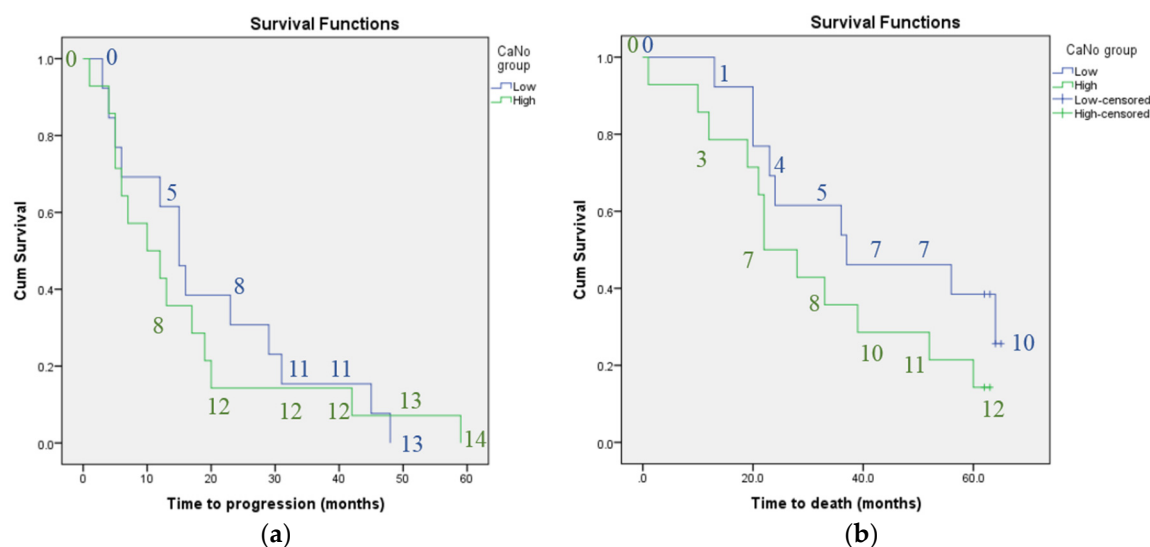 Survival Functions
CaNo
group
Low
High
0
0
1.0
0.8
0.6
0.4
0.2
0.0
5
8
8
11
11
12
12
12
13
13
14
0
10
20
30
40
50
60
Cum Survival
Time to progression (months)
(a)
Survival Functions
CaNo group
Low
High
Low-censored
High-censored
0
0
1.0
0.8
0.6
0.4
0.2
0.0
1
3
4
5
7
7
7
8
10
10
11
12
.0
20.0
40.0
60.0
Cum Survival
Time to death (months)
(b)